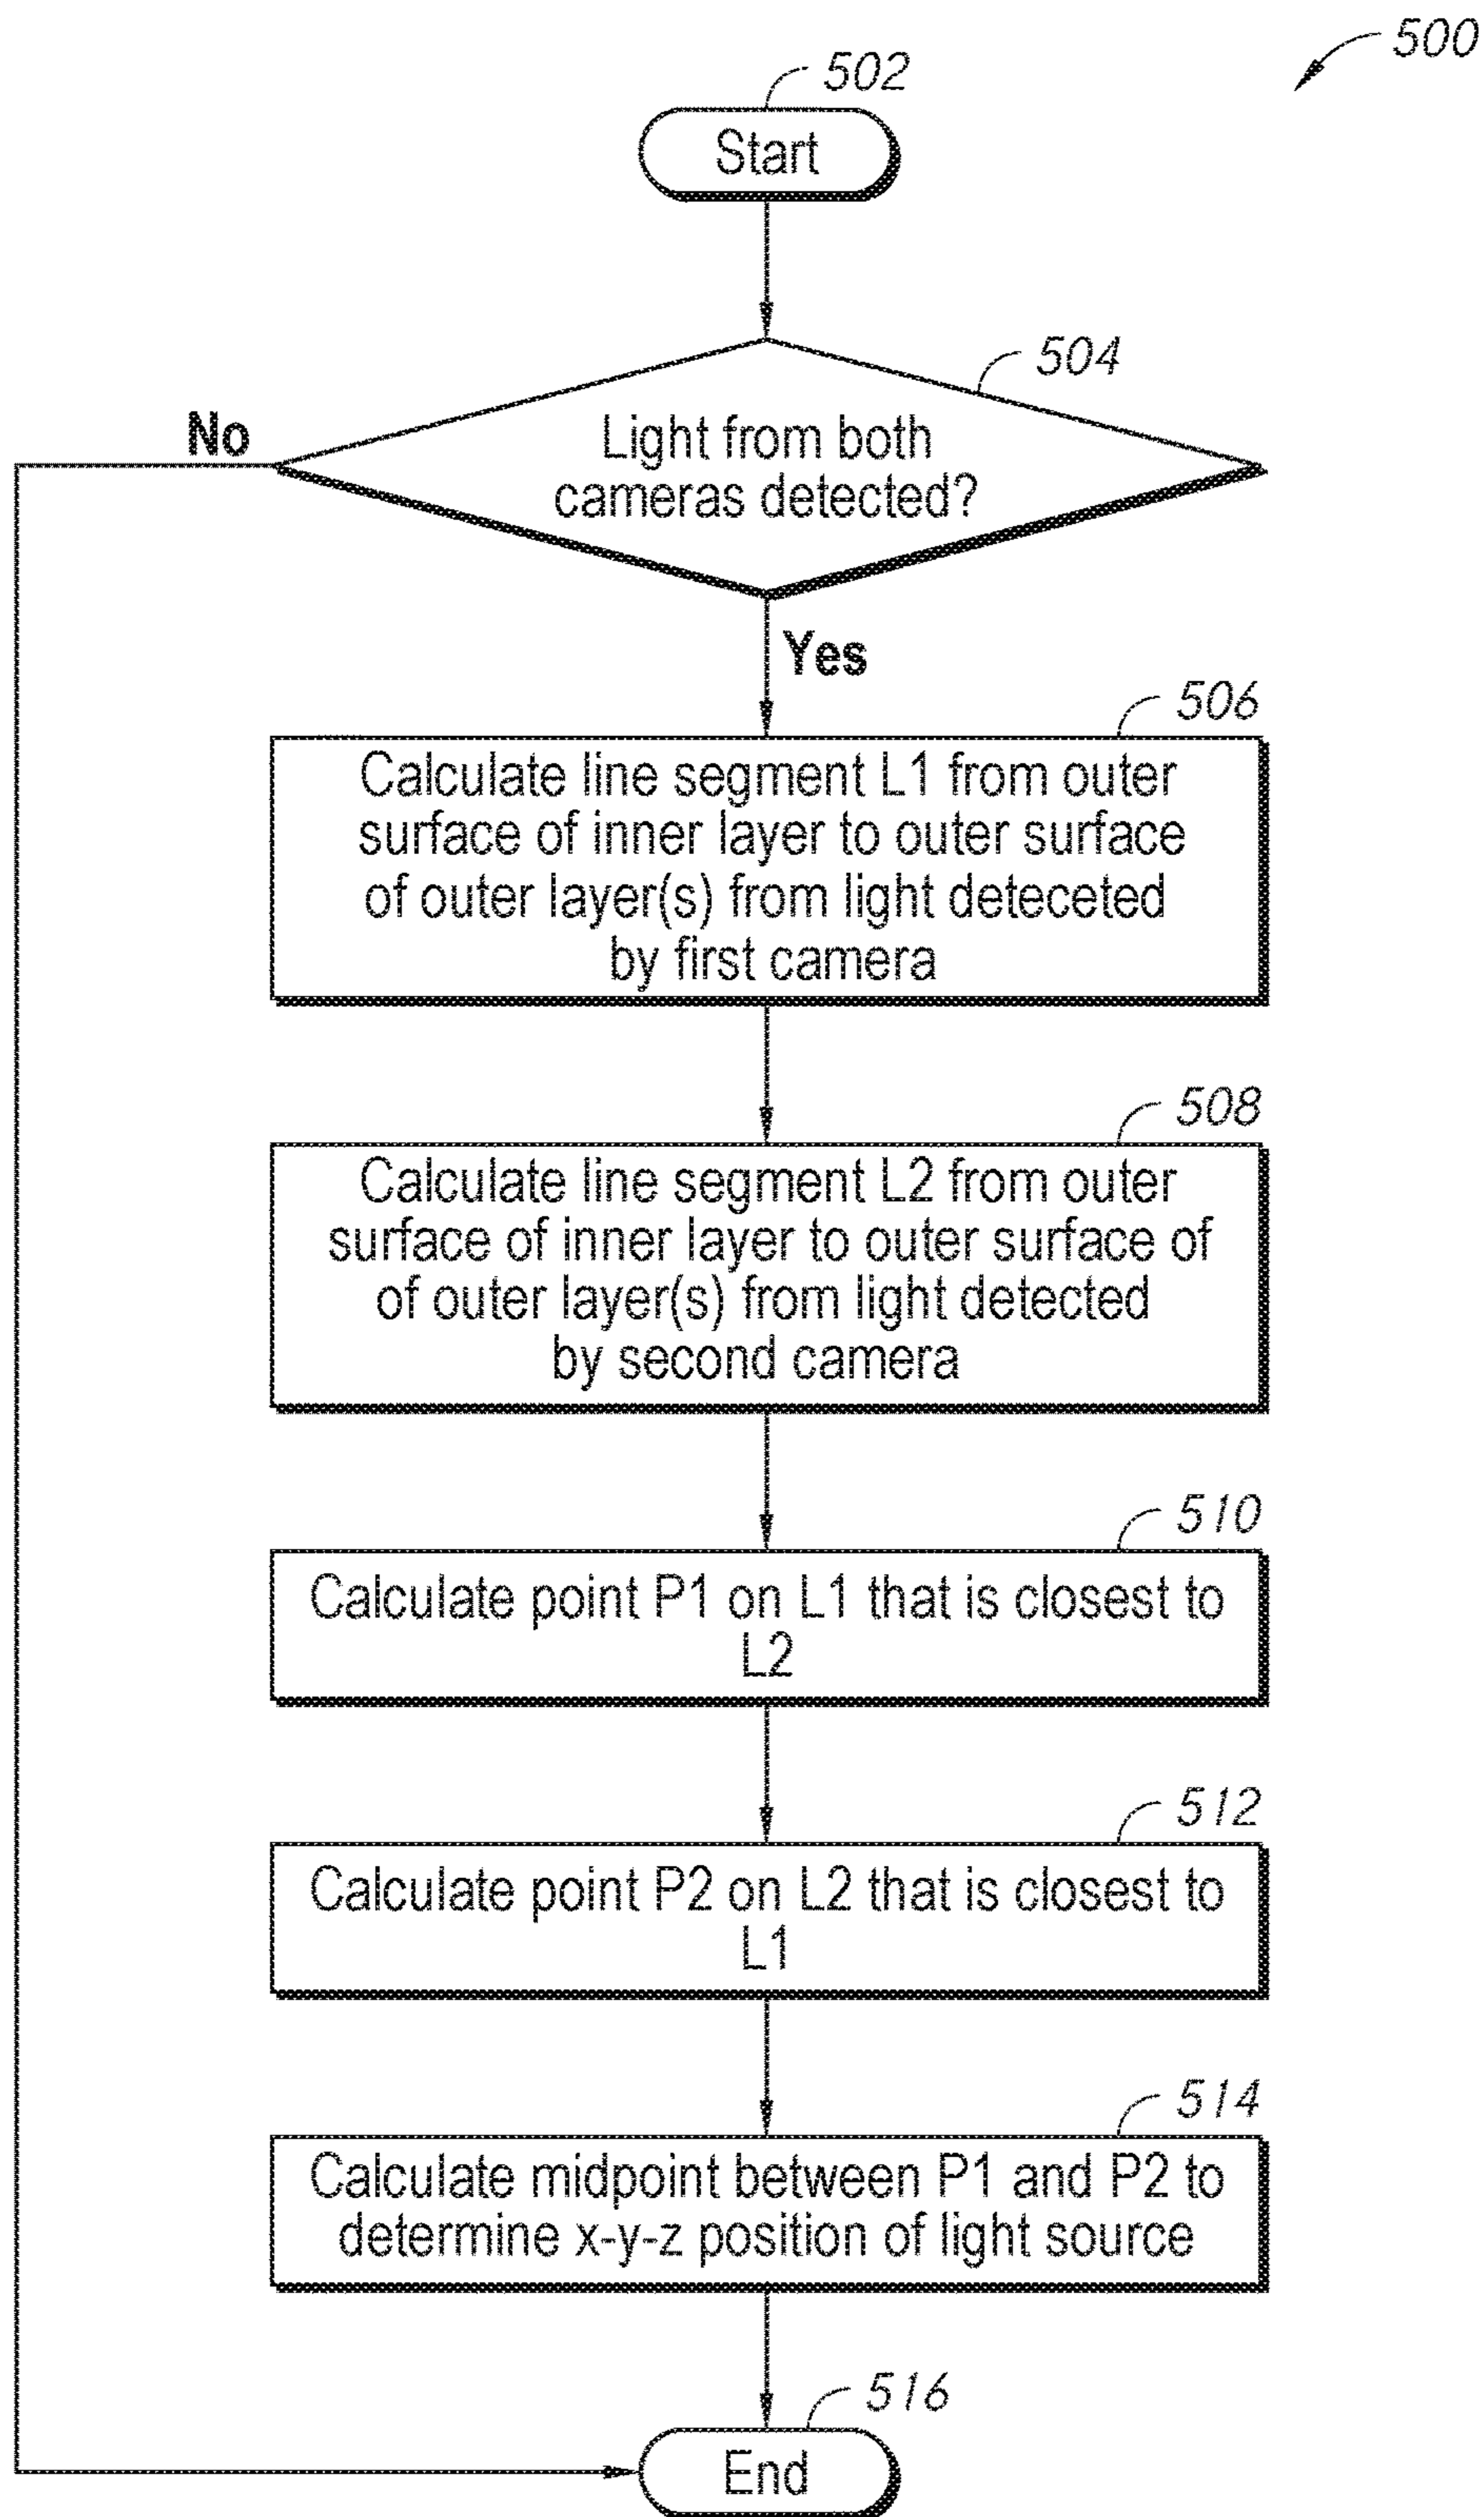 500
502
Start
504
No
Light from both
cameras detected?
Yes
506
Calculate line segment L1 from outer
surface of inner layer to outer surface
of outer layer(s) from light deteceted
by first camera
508
Calculate line segment L2 from outer
surface of inner layer to outer surface of
of outer layer(s) from light detected
by second camera
510
Calculate point P1 on L1 that is closest to
L2
512
Calculate point P2 on L2 that is closest to
L1
514
Calculate midpoint between P1 and P2 to
determine x-y-z position of light source
516
End